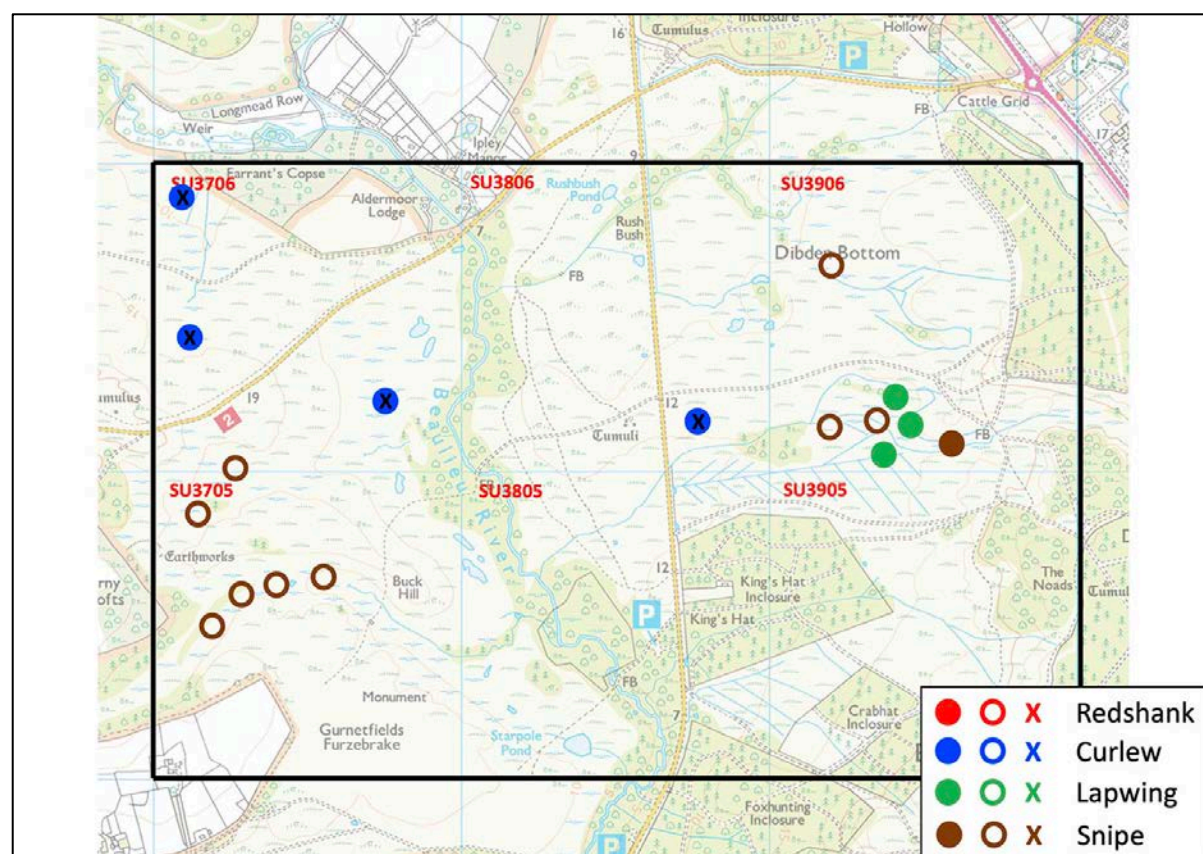 16
Tumulus
Hollow
P
Longmead Row
Weir
FB
Cattle Grid
17
Ipley
Manor
9
Farrant's Copse
SU3706
SU3806
SU3906
X
Aldermoor
Lodge
Rushbush
Pond
7
Rush
Bush
Dibden Bottom
FB
X
umulus
19
2
X
Beaulieu River
12
X
Tumuli
FB
FB
SU3705
SU3805
SU3905
Earthworks
Buck
Hill
12
King's Hat
Inclosure
The
Noads
Tumul
P
King's Hat
FB
Monument
Gurnetfields
Furzebrake
Starpole
Pond
7
Crabhat
Inclosure
Foxhunting
Inclosure
P
X Redshank
X Curlew
X Lapwing
X Snipe